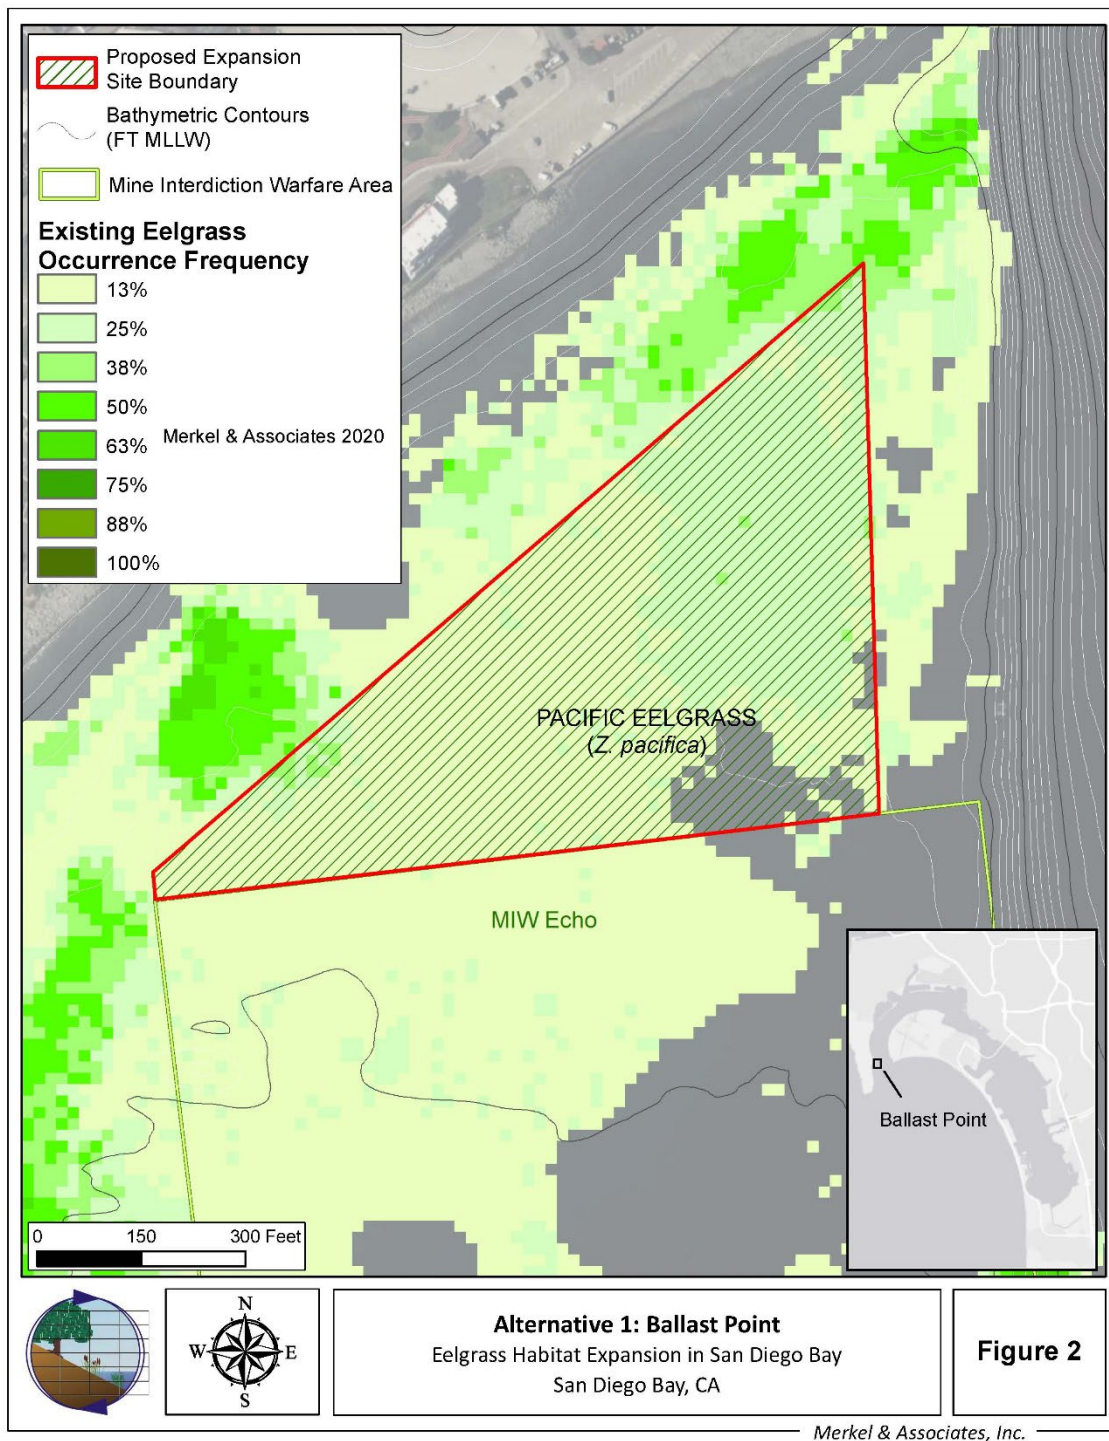 Proposed Expansion
Site Boundary
Bathymetric Contours
(FT MLLW)
Mine Interdiction Warfare Area
Existing Eelgrass
Occurrence Frequency
13%
25%
38%
50%
63%
Merkel & Associates 2020
75%
88%
100%
PACIFIC EELGRASS
(Z. pacifica)
MIW Echo
Ballast Point
0 150 300 Feet
N
W E
S
Alternative 1: Ballast Point
Eelgrass Habitat Expansion in San Diego Bay
San Diego Bay, CA
Figure 2
Merkel & Associates, Inc.